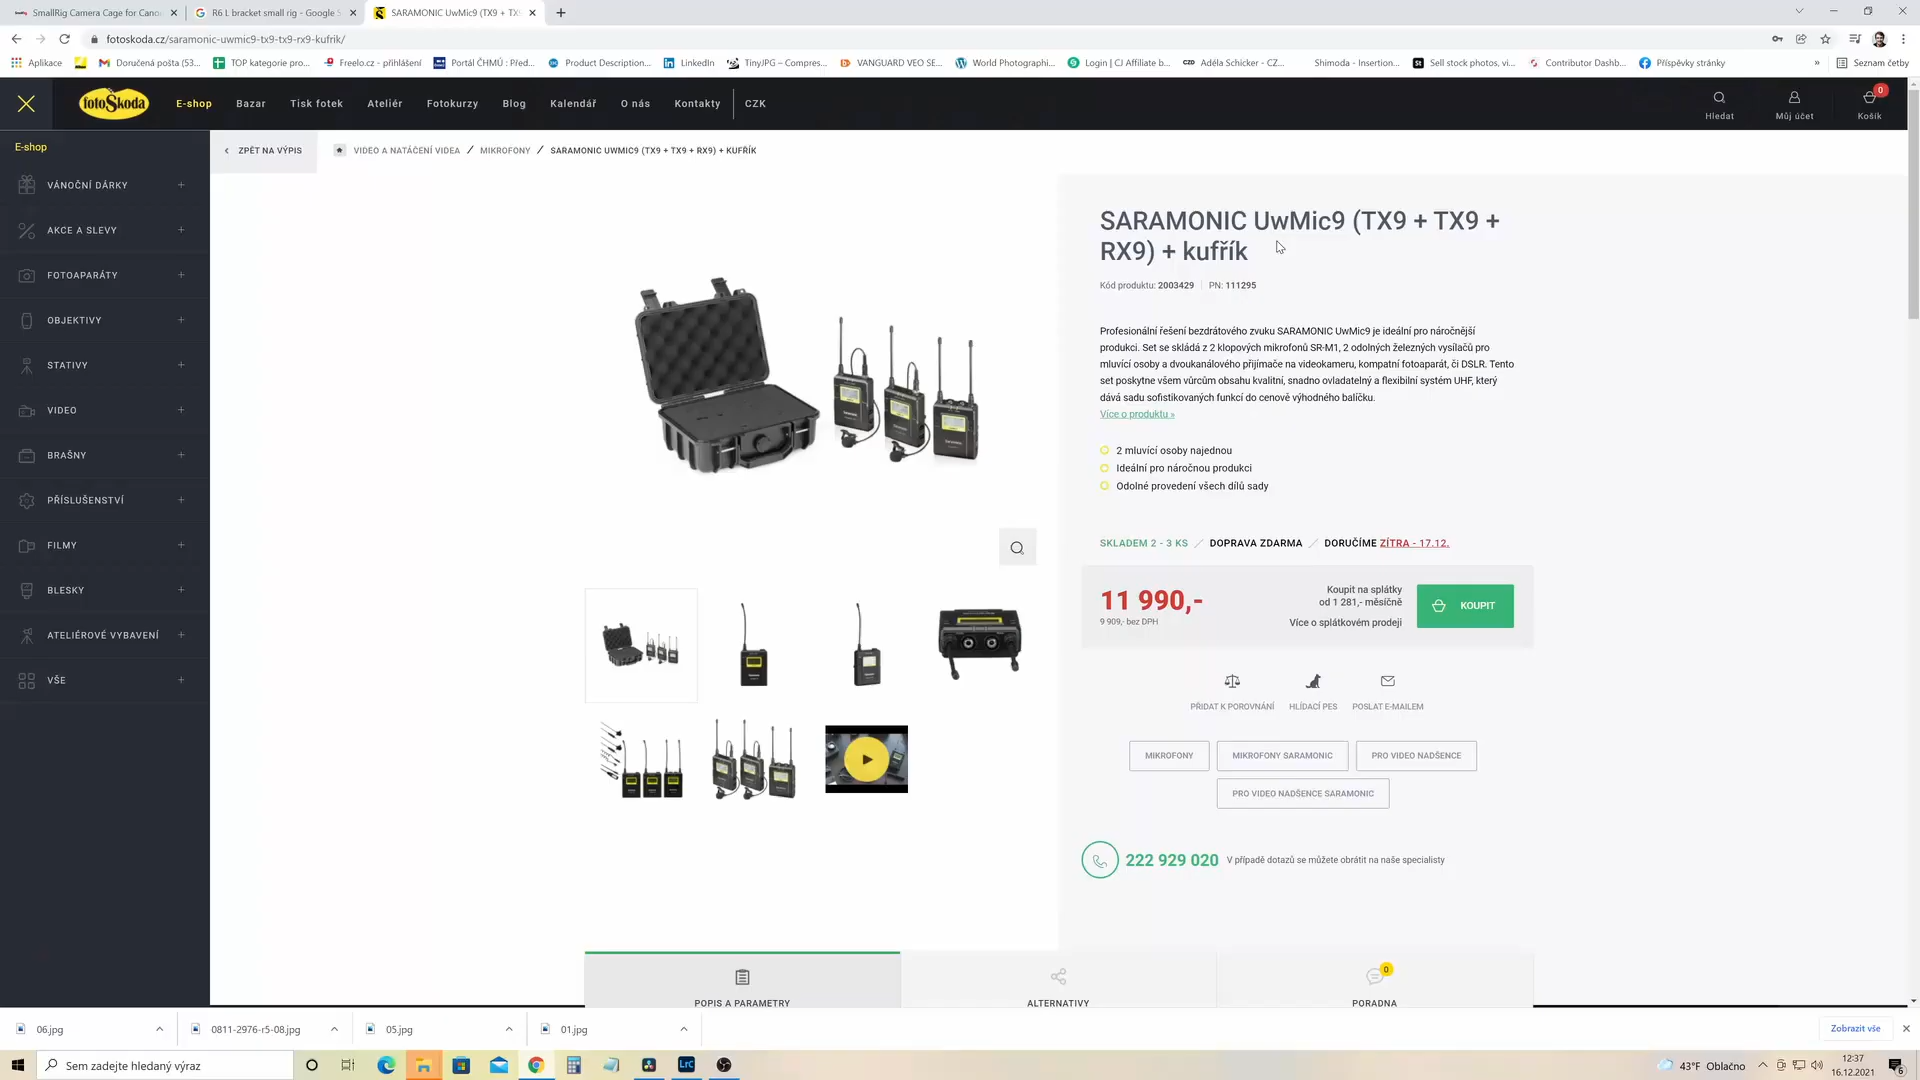 SmallRig Camera Cage for Cano
R6 L bracket small rig - Google S
SARAMONIC UwMic9 (TX9 + TX
fotoskoda.cz/saramonic-uwmic9-tx9-tx9-rx9-kufrik/
Aplikace
Doručená pošta (53...
TOP kategorie pro...
Freelo.cz - přihlášení
Portál ČHMÚ : Před...
Product Description...
LinkedIn
TinyJPG – Compres...
VANGUARD VEO SE...
World Photographi...
Login | CJ Affiliate b...
CZD Adéla Schicker - CZ...
Shimoda - Insertion...
St Sell stock photos, vi...
Contributor Dashb...
Příspěvky stránky
»
Seznam četby
fotoŠkoda
E-shop
Bazar
Tisk fotek
Ateliér
Fotokurzy
Blog
Kalendář
O nás
Kontakty
CZK
Hledat
Můj účet
0
Košík
E-shop
VÁNOČNÍ DÁRKY +
AKCE A SLEVY +
FOTOAPARÁTY +
OBJEKTIVY +
STATIVY +
VIDEO +
BRAŠNY +
PŘÍSLUŠENSTVÍ +
FILMY +
BLESKY +
ATELIÉROVÉ VYBAVENÍ +
VŠE +
ZPĚT NA VÝPIS
VIDEO A NATÁČENÍ VIDEA / MIKROFONY / SARAMONIC UWMIC9 (TX9 + TX9 + RX9) + KUFŘÍK
SARAMONIC UwMic9 (TX9 + TX9 +
RX9) + kufřík
Kód produktu: 2003429 | PN: 111295
Profesionální řešení bezdrátového zvuku SARAMONIC UwMic9 je ideální pro náročnější
produkci. Set se skládá z 2 klopových mikrofonů SR-M1, 2 odolných železných vysílačů pro
mluvící osoby a dvoukanálového přijímače na videokameru, kompatní fotoaparát, či DSLR. Tento
set poskytne všem vůrcům obsahu kvalitní, snadno ovladatelný a flexibilní systém UHF, který
dává sadu sofistikovaných funkcí do cenově výhodného balíčku.
Více o produktu »
2 mluvící osoby najednou
Ideální pro náročnou produkci
Odolné provedení všech dílů sady
SKLADEM 2 - 3 KS / DOPRAVA ZDARMA / DORUČÍME ZÍTRA - 17.12.
11 990,-
9 909,- bez DPH
Koupit na splátky
od 1 281,- měsíčně
Více o splátkovém prodeji
KOUPIT
PŘIDAT K POROVNÁNÍ
HLÍDACÍ PES
POSLAT E-MAILEM
MIKROFONY
MIKROFONY SARAMONIC
PRO VIDEO NADŠENCE
PRO VIDEO NADŠENCE SARAMONIC
222 929 020 V případě dotazů se můžete obrátit na naše specialisty
POPIS A PARAMETRY
ALTERNATIVY
0
PORADNA
06.jpg
0811-2976-r5-08.jpg
05.jpg
01.jpg
Zobrazit vše
Sem zadejte hledaný výraz
LrC
43°F Oblačno
12:37
16.12.2021
6